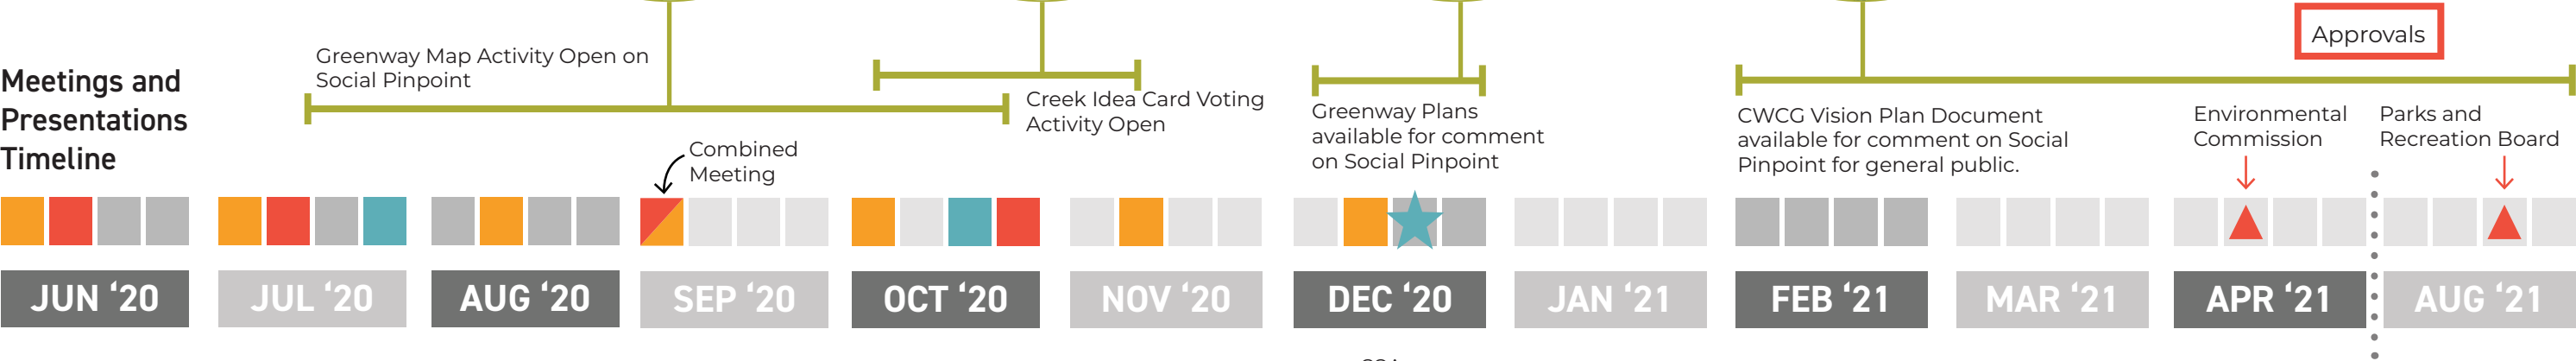 Approvals
Greenway Map Activity Open on
Social Pinpoint
Meetings and
Presentations
Timeline
Creek Idea Card Voting
Activity Open
Greenway Plans
available for comment
on Social Pinpoint
CWCG Vision Plan Document
available for comment on Social
Pinpoint for general public.
Environmental
Commission
Parks and
Recreation Board
Combined
Meeting
JUN ‘20
JUL ‘20
AUG ‘20
SEP ‘20
OCT ‘20
NOV ‘20
DEC ‘20
JAN ‘21
FEB ‘21
MAR ‘21
APR ‘21
AUG ‘21